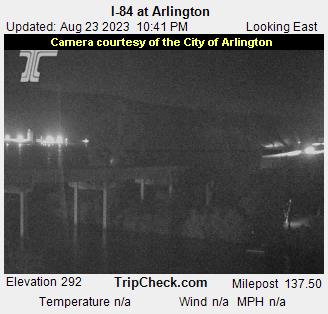 I-84 at Arlington
Updated: Aug 23 2023 10:41 PM Looking East
Camera courtesy of the City of Arlington
Elevation 292 TripCheck.com Milepost 137.50
Temperature n/a Wind n/a MPH n/a